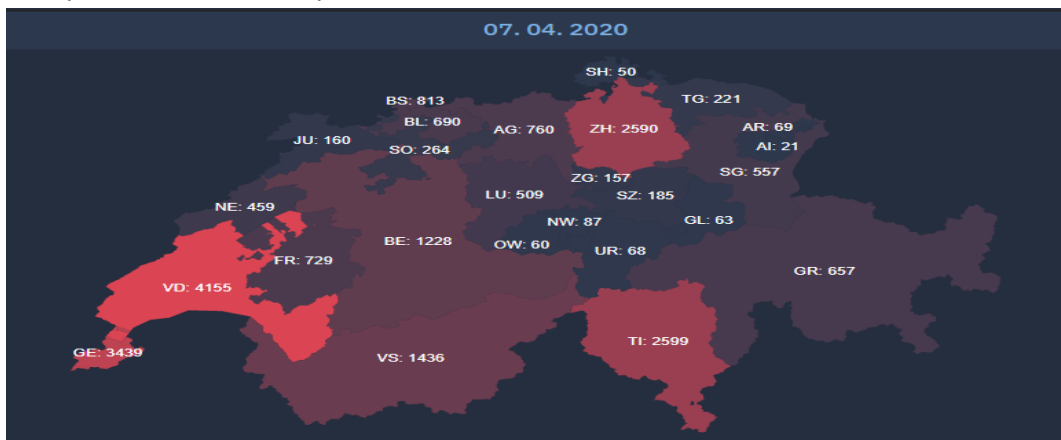 07. 04. 2020
SH: 50
BS: 813
TG: 221
BL: 690
AG: 760
ZH: 2590
AR: 69
JU: 160
SO: 264
AI: 21
ZG: 157
SG: 557
LU: 509
SZ: 185
NE: 459
NW: 87
GL: 63
BE: 1228
OW: 60
UR: 68
FR: 729
GR: 657
VD: 4155
TI: 2599
GE: 3439
VS: 1436